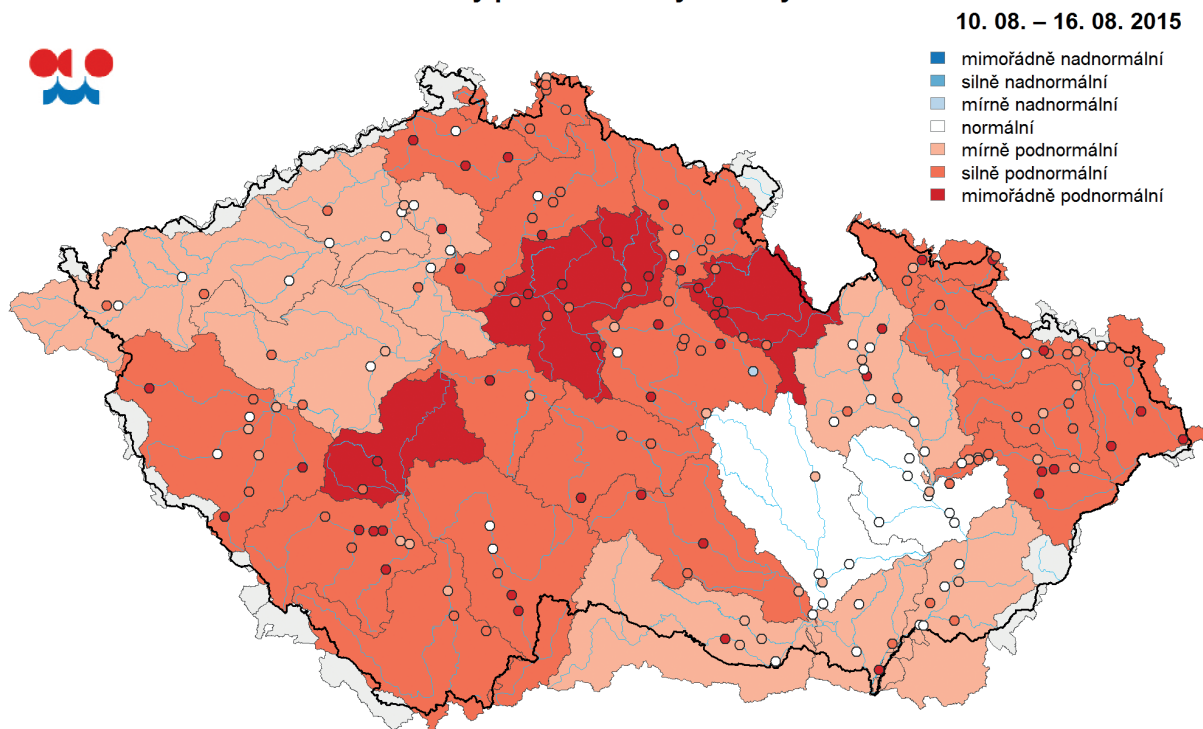 10. 08. – 16. 08. 2015
mimořádně nadnormální
silně nadnormální
mírně nadnormální
normální
mírně podnormální
silně podnormální
mimořádně podnormální